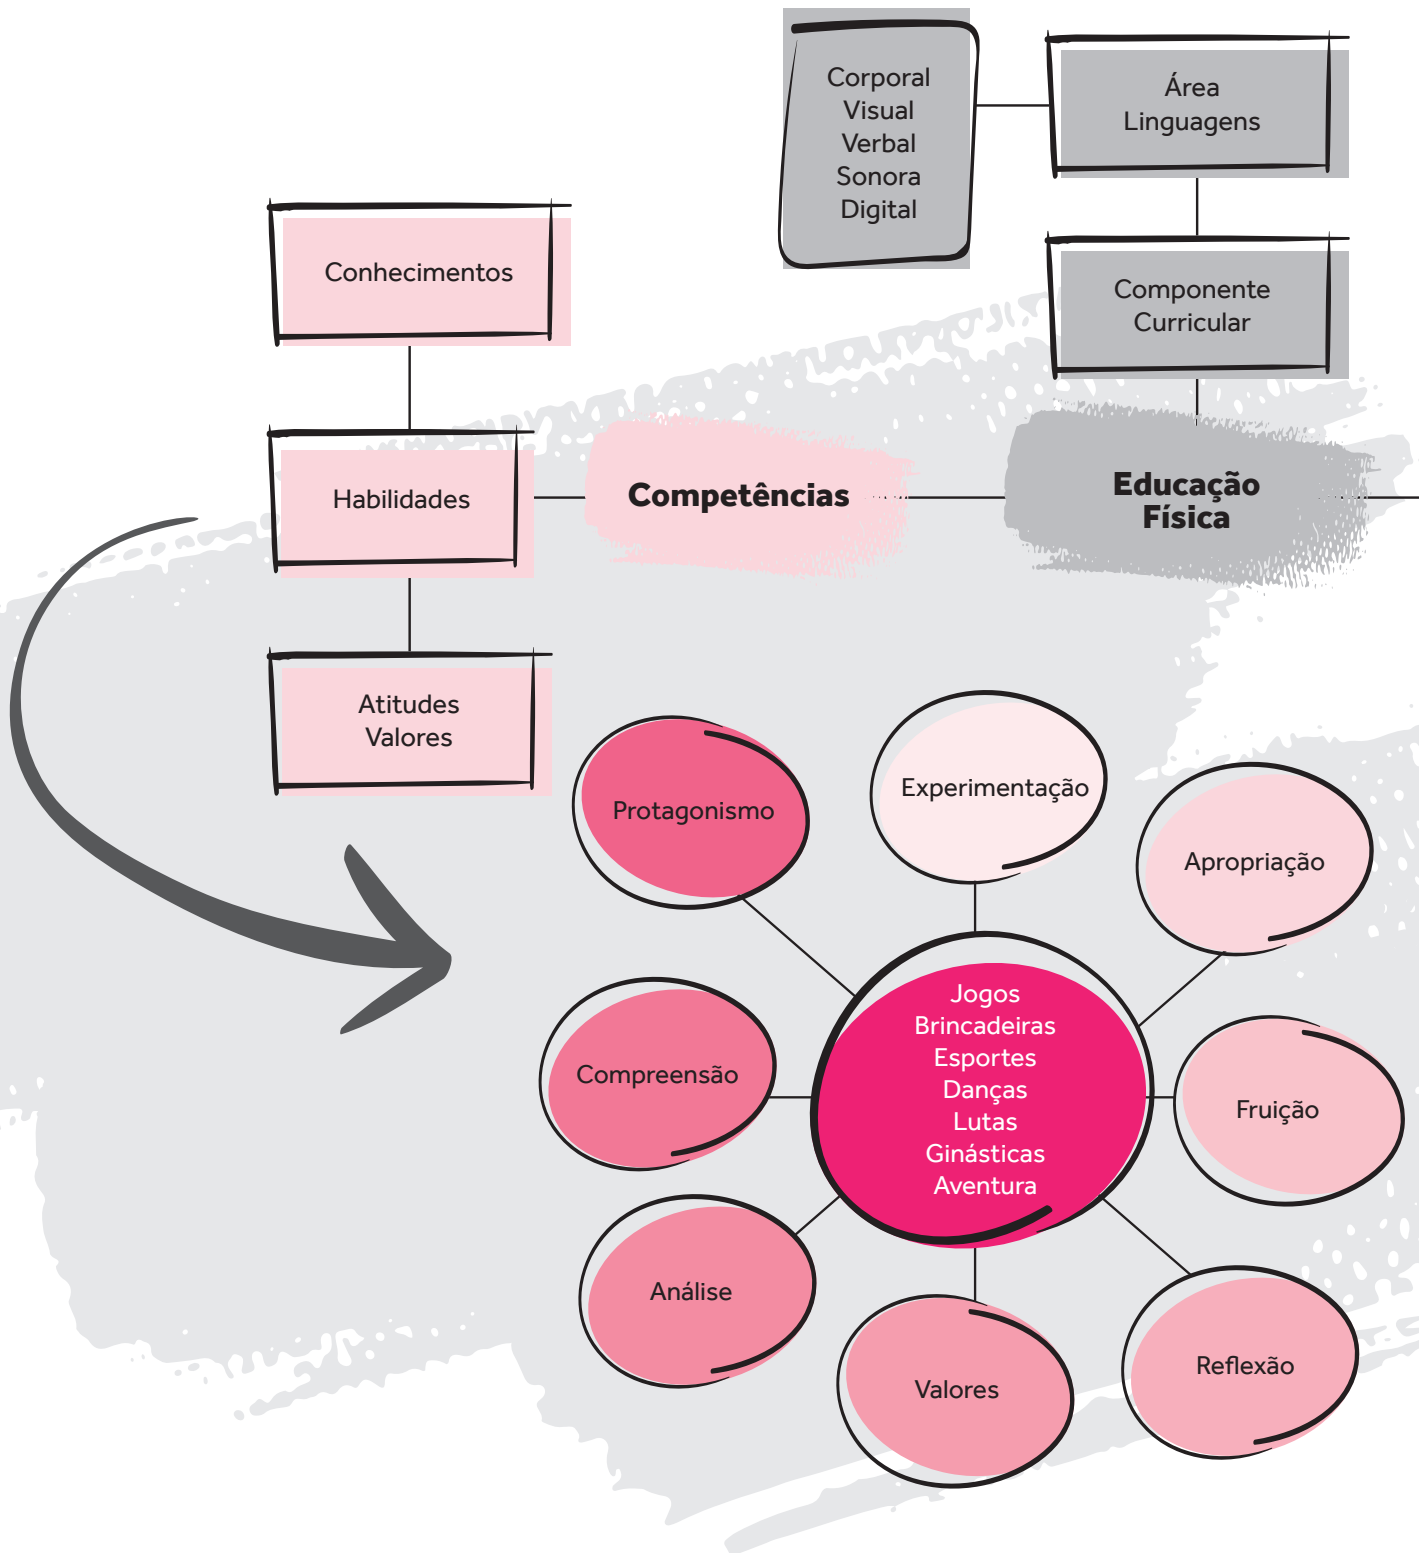 Corporal
Visual
Verbal
Sonora
Digital
Área
Linguagens
Componente
Curricular
Conhecimentos
Habilidades
Competências
Educação
Física
Atitudes
Valores
Protagonismo
Experimentação
Apropriação
Compreensão
Jogos
Brincadeiras
Esportes
Danças
Lutas
Ginásticas
Aventura
Fruição
Análise
Valores
Reflexão